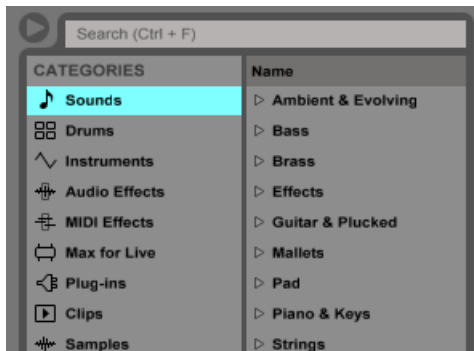 Search (Ctrl + F)
CATEGORIES
Sounds
Drums
Instruments
Audio Effects
MIDI Effects
Max for Live
Plug-ins
Clips
Samples
Name
Ambient & Evolving
Bass
Brass
Effects
Guitar & Plucked
Mallets
Pad
Piano & Keys
Strings